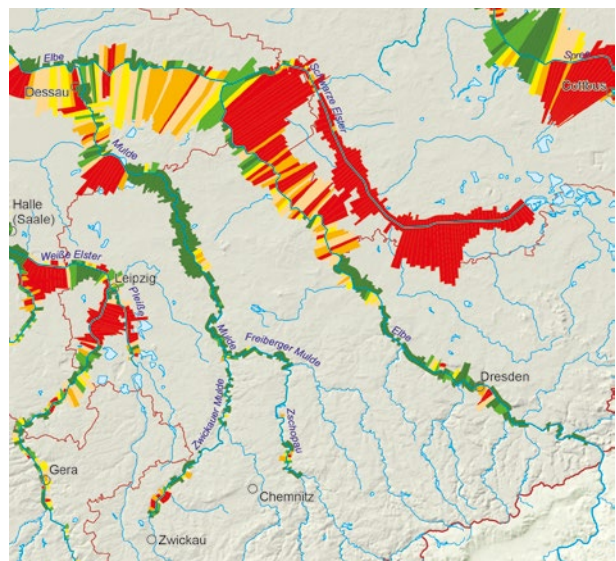 Elbe
Dessau
Schwarze Elster
Spree
Cottbus
Mulde
Halle
(Saale)
Weiße Elster
Leipzig
Pleiße
Mulde
Freiberger Mulde
Elbe
Dresden
Zwickauer Mulde
Zschopau
Gera
Chemnitz
Zwickau